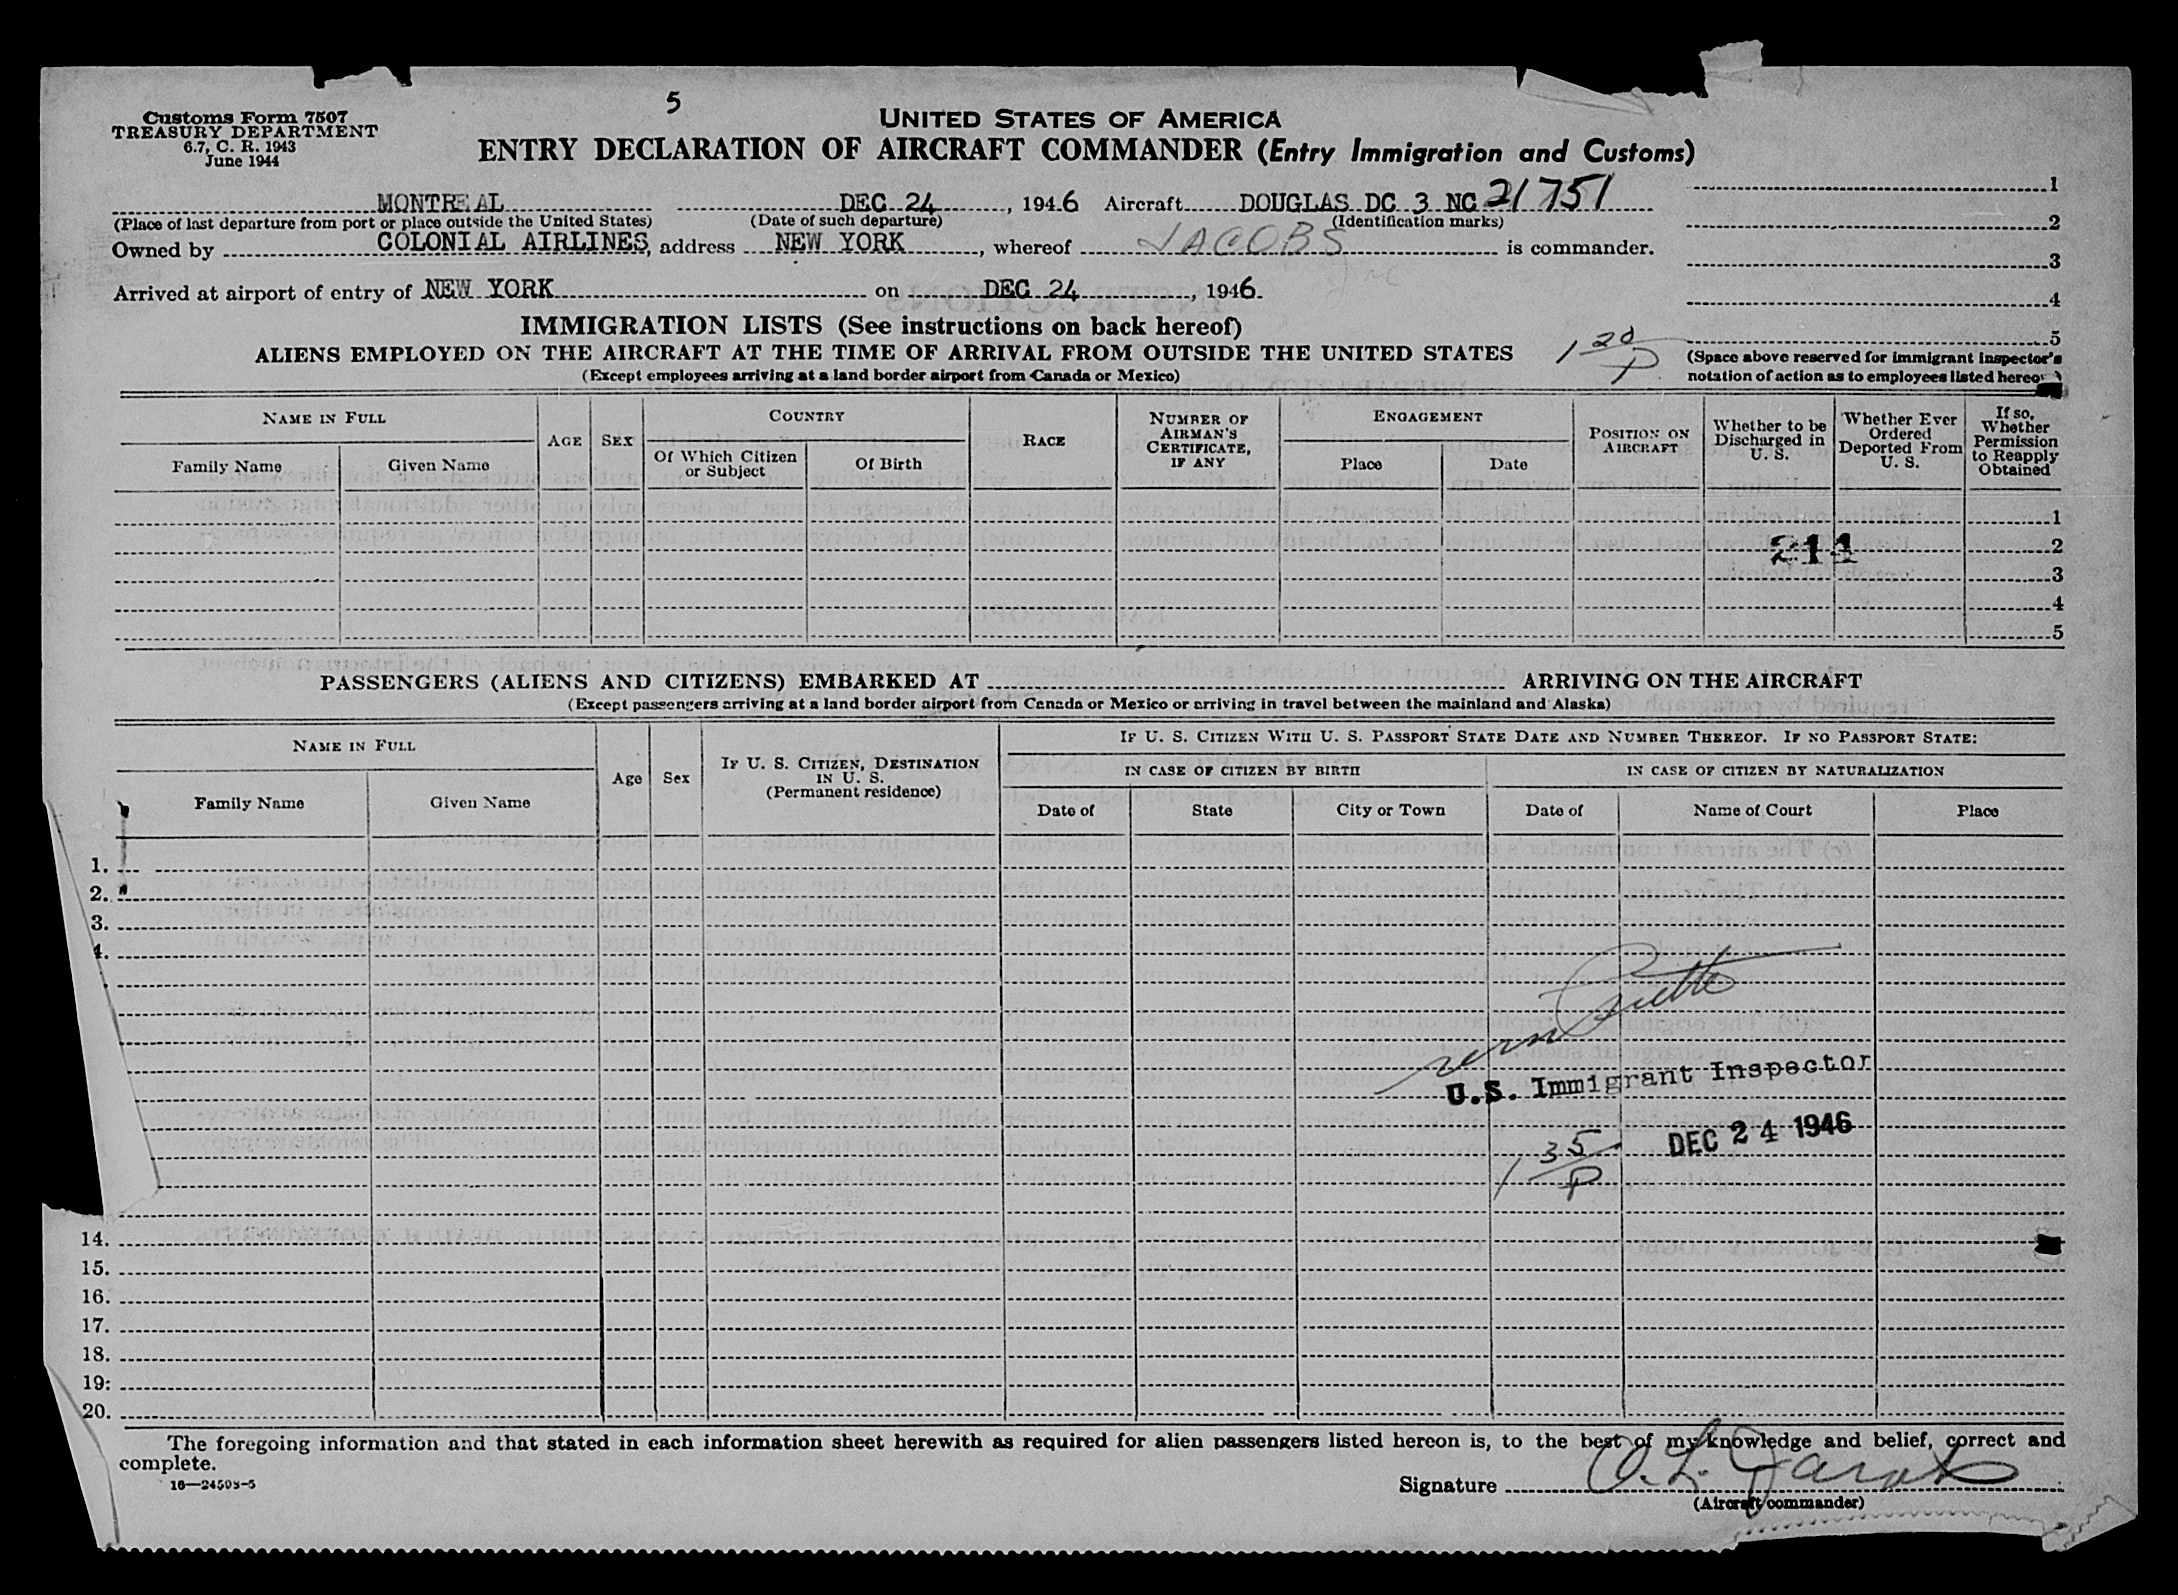 5
Customs Form 7507
TREASURY DEPARTMENT
6.7, C. R. 1943
June 1944
UNITED STATES OF AMERICA
ENTRY DECLARATION OF AIRCRAFT COMMANDER (Entry Immigration and Customs)
MONTREAL DEC 24, 1946 Aircraft DOUGLAS DC 3 NC 21751
(Place of last departure from port or place outside the United States) (Date of such departure) (Identification marks)
Owned by COLONIAL AIRLINES, address NEW YORK, whereof JACOBS is commander.
Arrived at airport of entry of NEW YORK on DEC 24, 1946.
1
2
3
4
5
(Space above reserved for immigrant inspector's
notation of action as to employees listed hereon)
IMMIGRATION LISTS (See instructions on back hereof)
ALIENS EMPLOYED ON THE AIRCRAFT AT THE TIME OF ARRIVAL FROM OUTSIDE THE UNITED STATES
1 20 P
(Except employees arriving at a land border airport from Canada or Mexico)
NAME IN FULL
Family Name
Given Name
AGE
SEX
COUNTRY
Of Which Citizen
or Subject
Of Birth
RACE
NUMBER OF
AIRMAN'S
CERTIFICATE,
IF ANY
ENGAGEMENT
Place
Date
POSITION ON
AIRCRAFT
Whether to be
Discharged in
U. S.
Whether Ever
Ordered
Deported From
U. S.
If so,
Whether
Permission
to Reapply
Obtained
1
2
3
4
5
211
PASSENGERS (ALIENS AND CITIZENS) EMBARKED AT ARRIVING ON THE AIRCRAFT
(Except passengers arriving at a land border airport from Canada or Mexico or arriving in travel between the mainland and Alaska)
NAME IN FULL
Family Name
Given Name
Age
Sex
IF U. S. CITIZEN, DESTINATION
IN U. S.
(Permanent residence)
IF U. S. CITIZEN WITH U. S. PASSPORT STATE DATE AND NUMBER THEREOF. IF NO PASSPORT STATE:
IN CASE OF CITIZEN BY BIRTH
Date of
State
City or Town
IN CASE OF CITIZEN BY NATURALIZATION
Date of
Name of Court
Place
1.
2.
3.
4.
U.S. Immigrant Inspector
DEC 24 1946
1 35 P
14.
15.
16.
17.
18.
19.
20.
The foregoing information and that stated in each information sheet herewith as required for alien passengers listed hereon is, to the best of my knowledge and belief, correct and
complete.
16—24598-5
Signature O. L. Jacobs
(Aircraft commander)